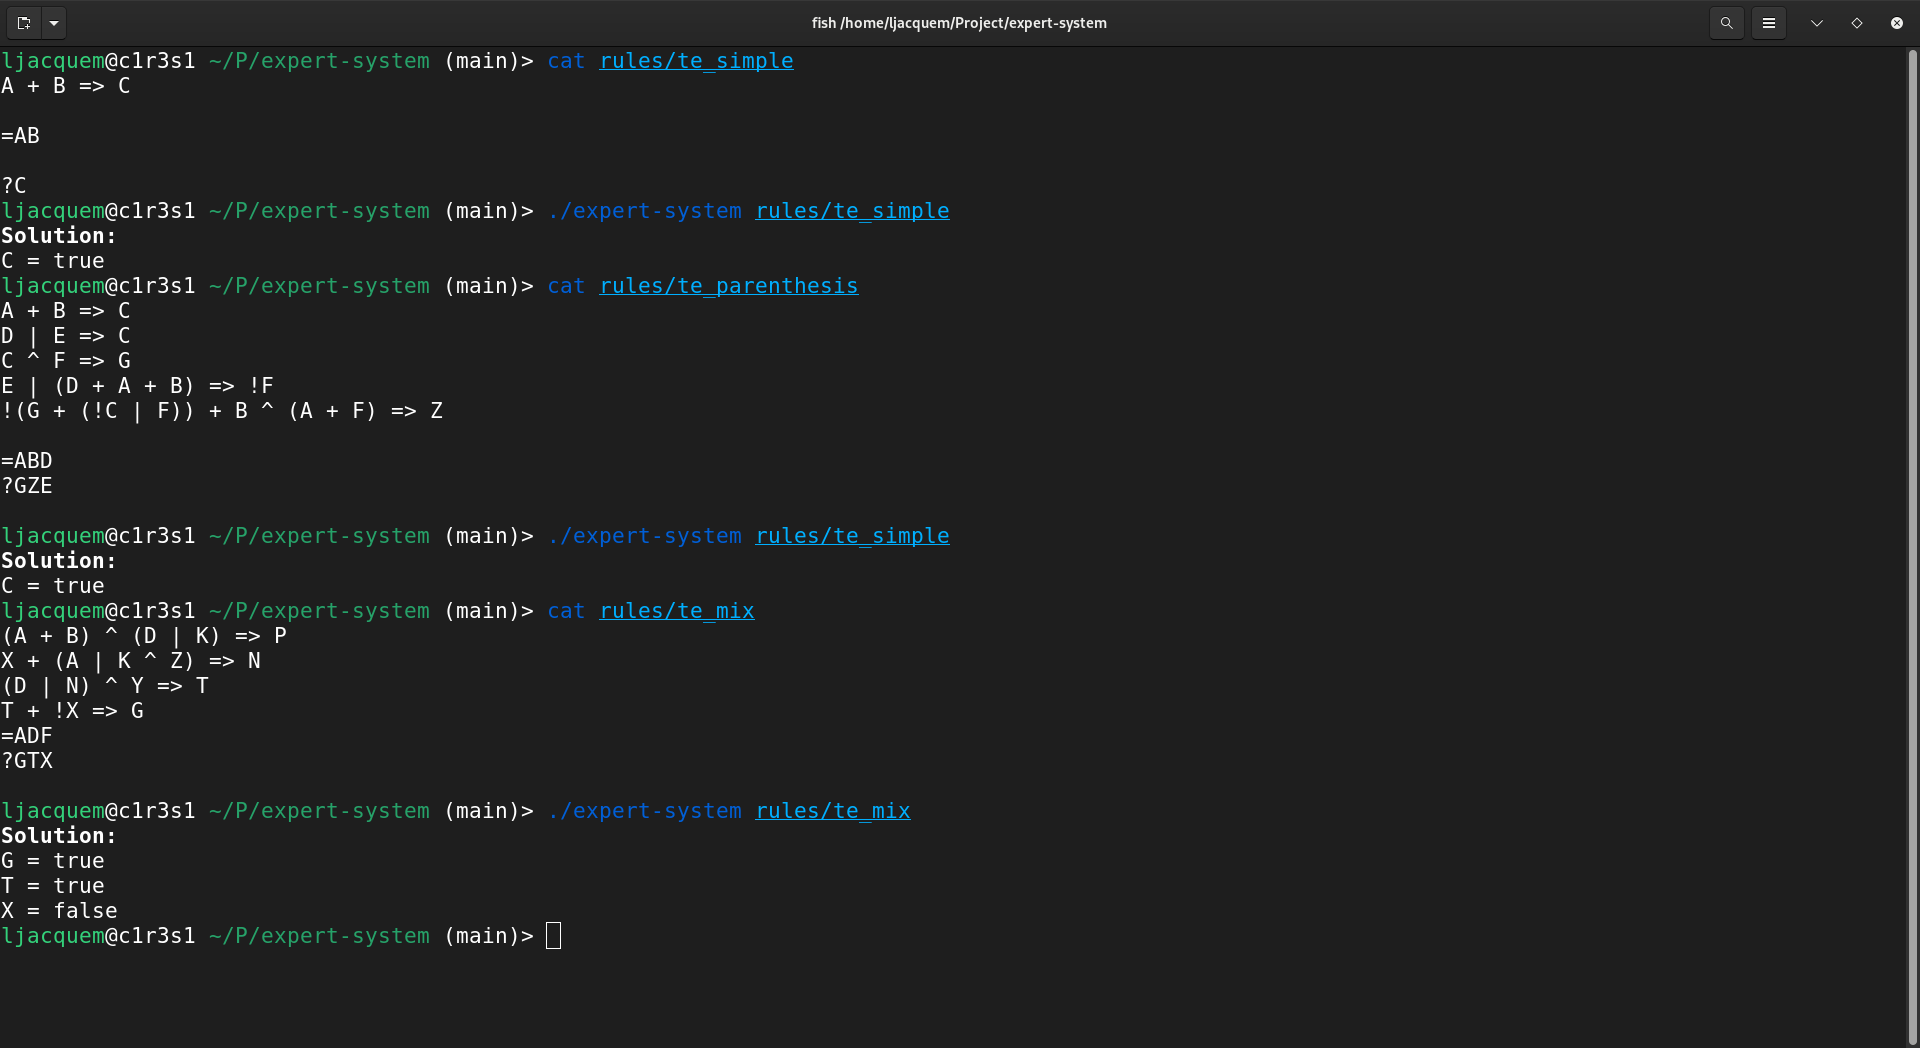 fish /home/ljacquem/Project/expert-system
ljacquem@c1r3s1 ~/P/expert-system (main)> cat rules/te_simple
A + B => C
=AB
?C
ljacquem@c1r3s1 ~/P/expert-system (main)> ./expert-system rules/te_simple
Solution:
C = true
ljacquem@c1r3s1 ~/P/expert-system (main)> cat rules/te_parenthesis
A + B => C
D | E => C
C ^ F => G
E | (D + A + B) => !F
!(G + (!C | F)) + B ^ (A + F) => Z
=ABD
?GZE
ljacquem@c1r3s1 ~/P/expert-system (main)> ./expert-system rules/te_simple
Solution:
C = true
ljacquem@c1r3s1 ~/P/expert-system (main)> cat rules/te_mix
(A + B) ^ (D | K) => P
X + (A | K ^ Z) => N
(D | N) ^ Y => T
T + !X => G
=ADF
?GTX
ljacquem@c1r3s1 ~/P/expert-system (main)> ./expert-system rules/te_mix
Solution:
G = true
T = true
X = false
ljacquem@c1r3s1 ~/P/expert-system (main)>